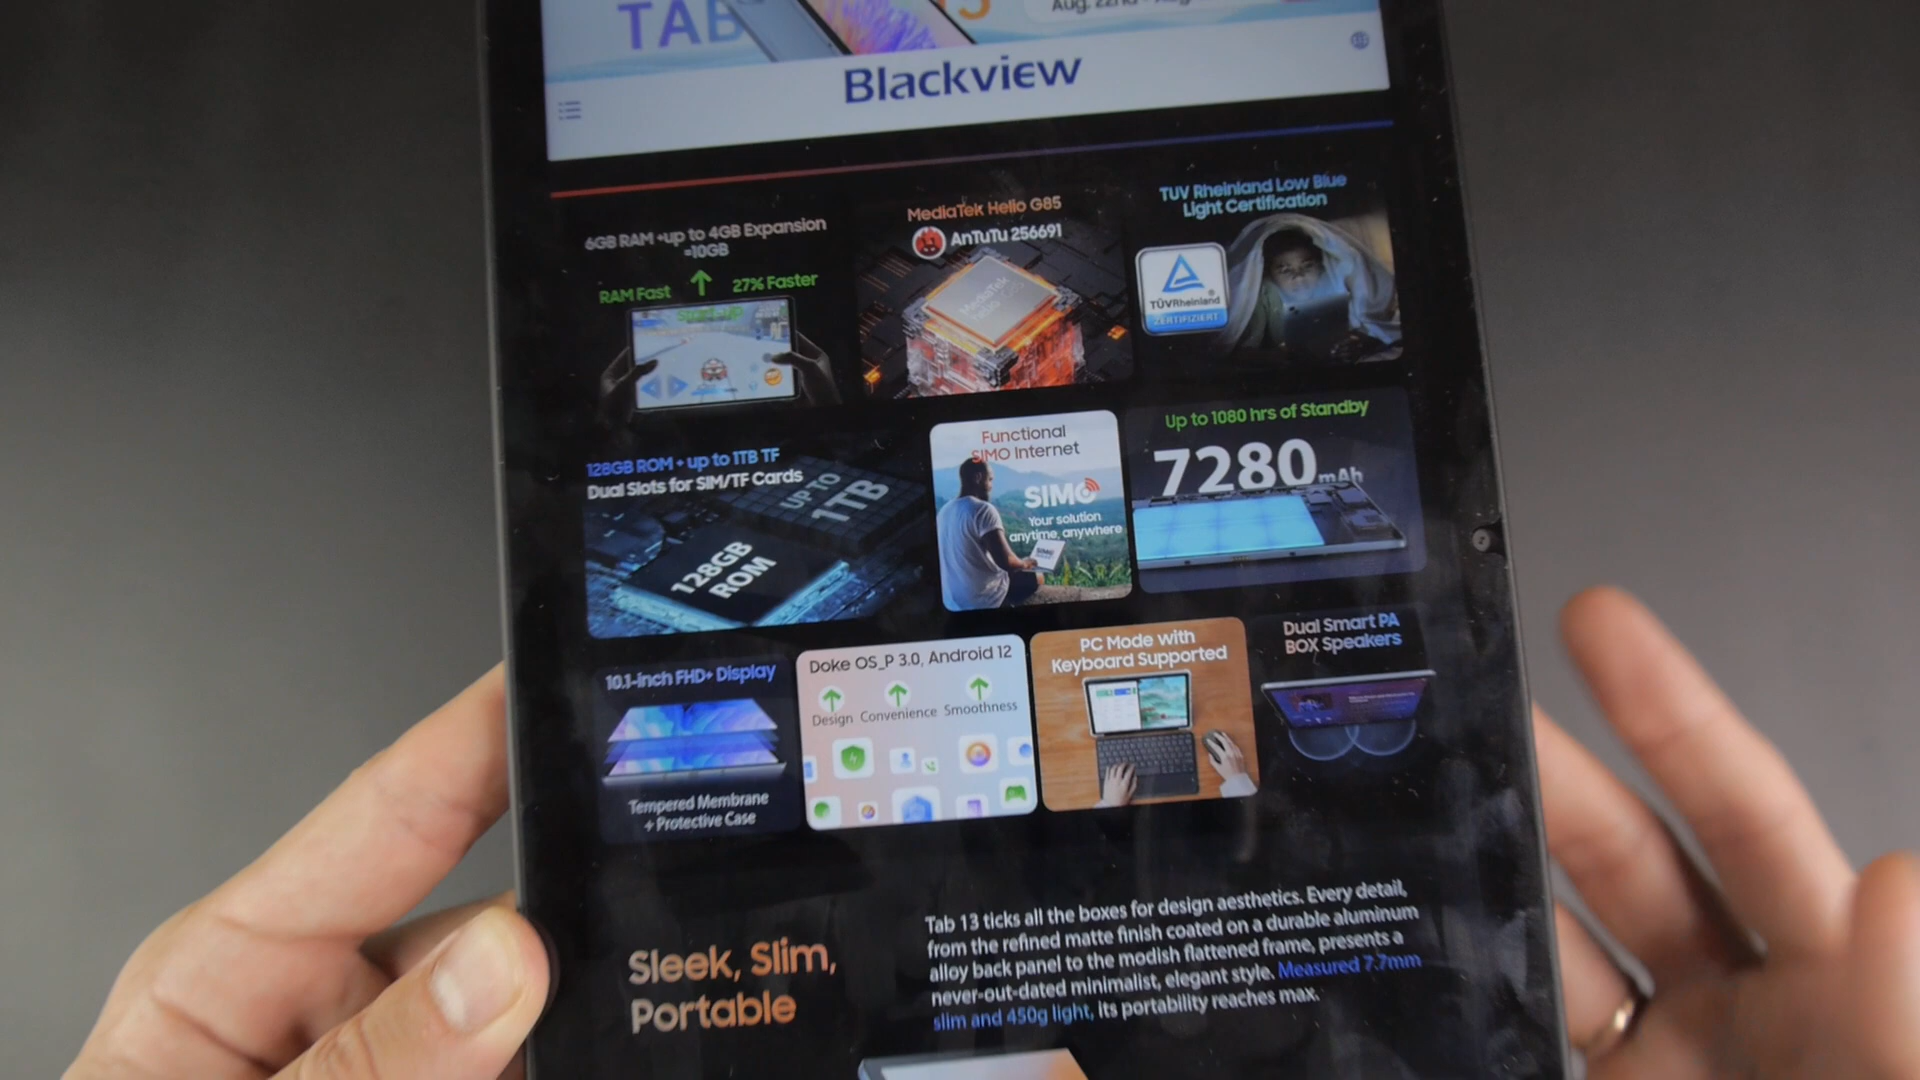 TAB
Aug. 22nd -
Blackview
6GB RAM +up to 4GB Expansion
=10GB
RAM Fast
27% Faster
Start-up
MediaTek Helio G85
AnTuTu 256691
MediaTek
TUV Rheinland Low Blue
Light Certification
TÜVRheinland
®
ZERTIFIZIERT
128GB ROM + up to 1TB TF
Dual Slots for SIM/TF Cards
UP TO
1TB
128GB
ROM
Functional
SIMO Internet
SIMO
Your solution
anytime, anywhere
SIMO
Up to 1080 hrs of Standby
7280mAh
10.1-inch FHD+ Display
Tempered Membrane
+ Protective Case
Doke OS_P 3.0, Android 12
Design Convenience Smoothness
PC Mode with
Keyboard Supported
Dual Smart PA
BOX Speakers
Sleek, Slim,
Portable
Tab 13 ticks all the boxes for design aesthetics. Every detail,
from the refined matte finish coated on a durable aluminum
alloy back panel to the modish flattened frame, presents a
never-out-dated minimalist, elegant style. Measured 7.7mm
slim and 450g light, its portability reaches max.